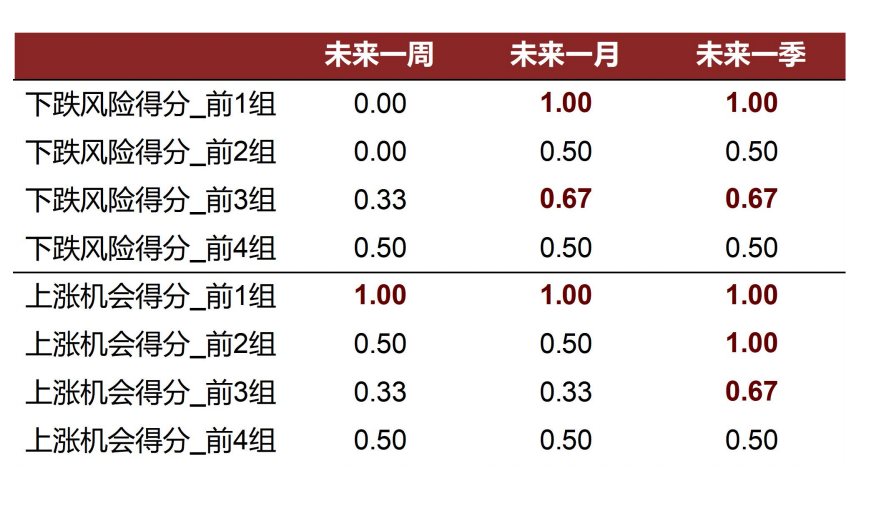 未来一周 未来一月 未来一季
下跌风险得分_前1组 0.00 1.00 1.00
下跌风险得分_前2组 0.00 0.50 0.50
下跌风险得分_前3组 0.33 0.67 0.67
下跌风险得分_前4组 0.50 0.50 0.50
上涨机会得分_前1组 1.00 1.00 1.00
上涨机会得分_前2组 0.50 0.50 1.00
上涨机会得分_前3组 0.33 0.33 0.67
上涨机会得分_前4组 0.50 0.50 0.50